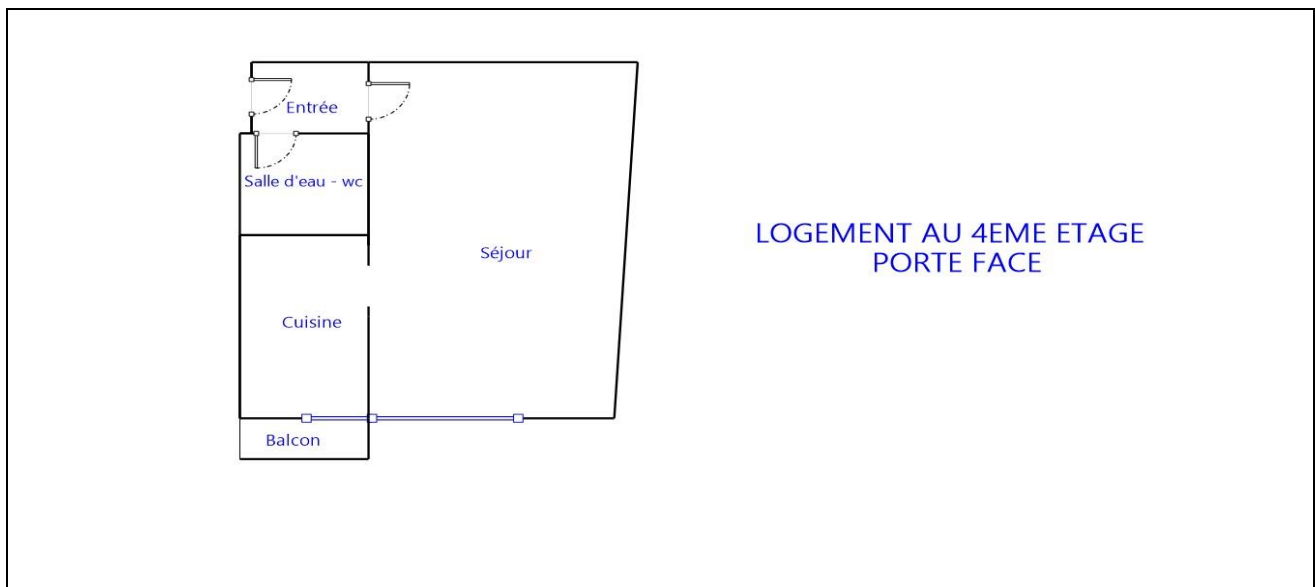 Entrée
Salle d'eau - wc
Séjour
LOGEMENT AU 4EME ETAGE
PORTE FACE
Cuisine
Balcon